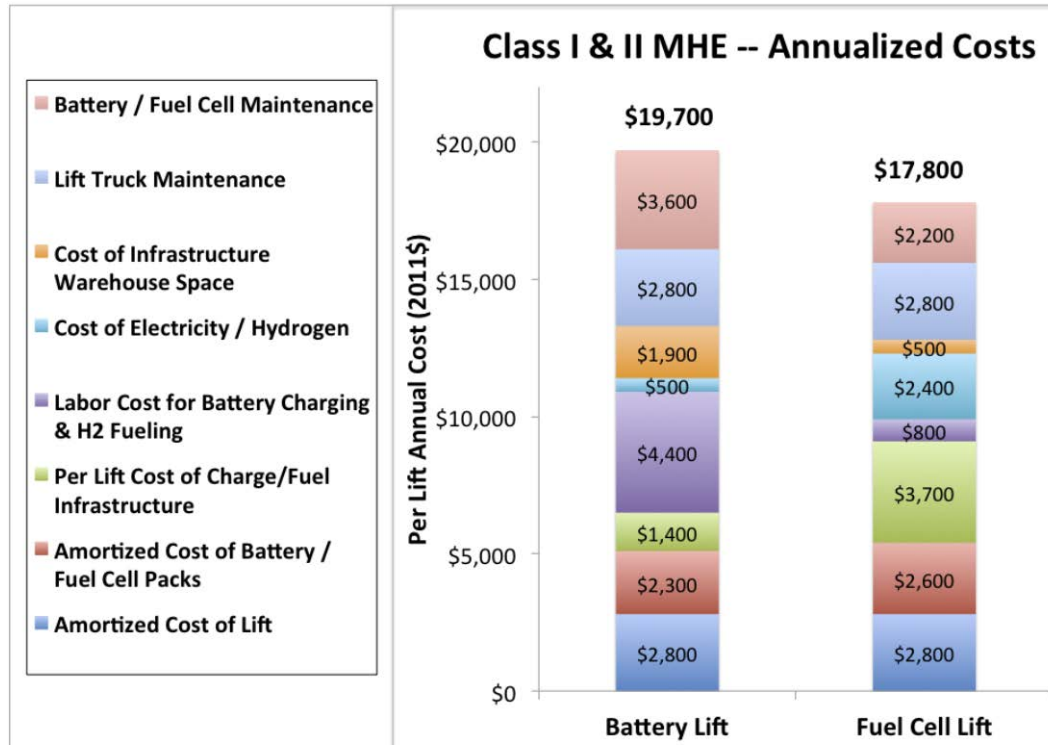 Class I & II MHE -- Annualized Costs
Battery / Fuel Cell Maintenance
Lift Truck Maintenance
Cost of Infrastructure
Warehouse Space
Cost of Electricity / Hydrogen
Labor Cost for Battery Charging
& H2 Fueling
Per Lift Cost of Charge/Fuel
Infrastructure
Amortized Cost of Battery /
Fuel Cell Packs
Amortized Cost of Lift
Per Lift Annual Cost (2011$)
$20,000
$15,000
$10,000
$5,000
$0
$19,700
$3,600
$2,800
$1,900
$500
$4,400
$1,400
$2,300
$2,800
Battery Lift
$17,800
$2,200
$2,800
$500
$2,400
$800
$3,700
$2,600
$2,800
Fuel Cell Lift